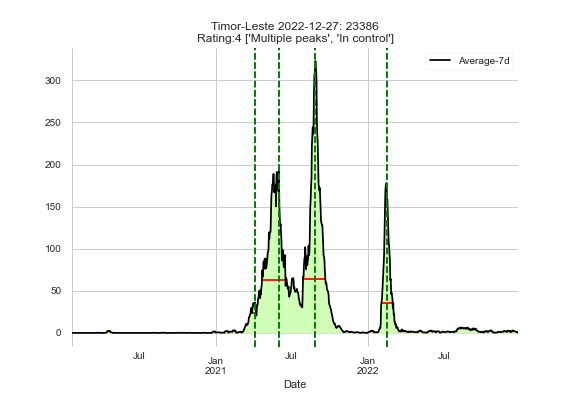 Timor-Leste 2022-12-27: 23386
Rating:4 ['Multiple peaks', 'In control']
Average-7d
300
250
200
150
100
50
0
Jul
Jan
2021
Jul
Jan
2022
Jul
Date